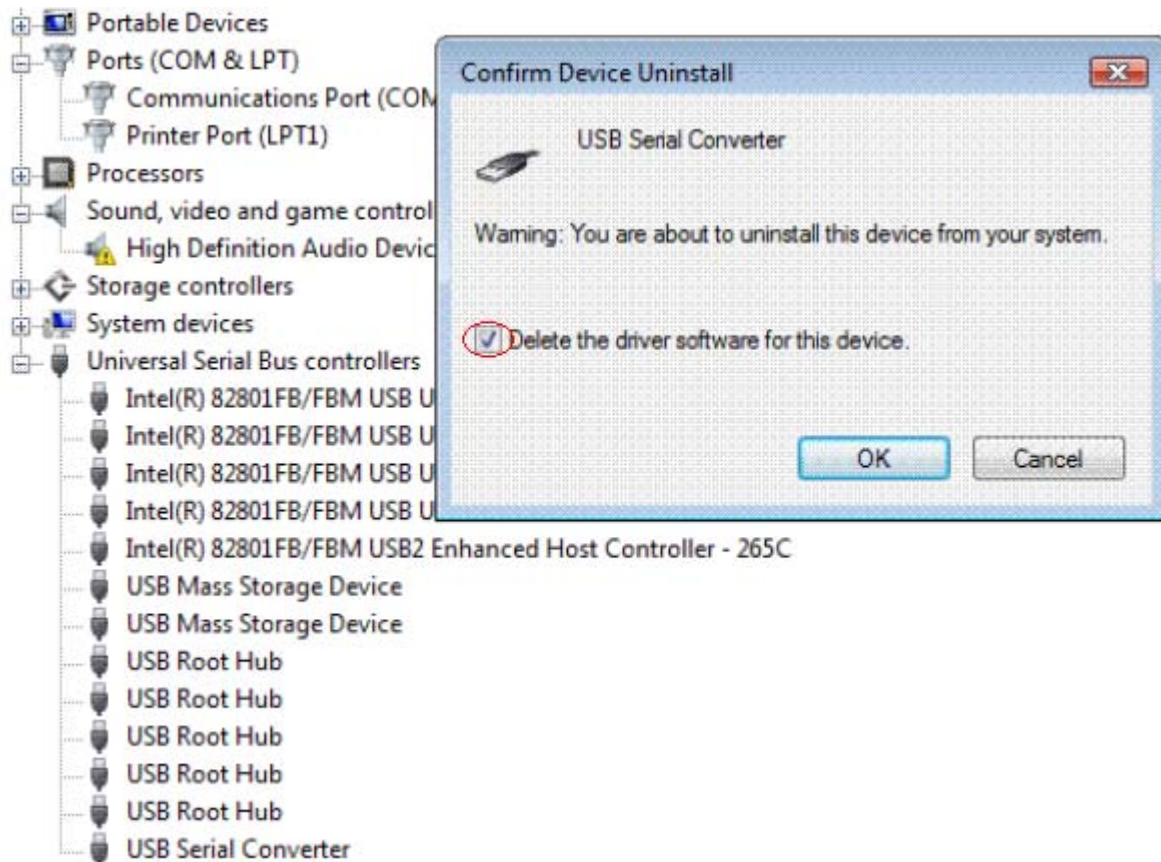 Portable Devices
Ports (COM & LPT)
Communications Port (COM
Printer Port (LPT1)
Processors
Sound, video and game control
High Definition Audio Devic
Storage controllers
System devices
Universal Serial Bus controllers
Intel(R) 82801FB/FBM USB U
Intel(R) 82801FB/FBM USB U
Intel(R) 82801FB/FBM USB U
Intel(R) 82801FB/FBM USB U
Intel(R) 82801FB/FBM USB2 Enhanced Host Controller - 265C
USB Mass Storage Device
USB Mass Storage Device
USB Root Hub
USB Root Hub
USB Root Hub
USB Root Hub
USB Root Hub
USB Serial Converter
Confirm Device Uninstall
USB Serial Converter
Warning: You are about to uninstall this device from your system.
Delete the driver software for this device.
OK Cancel